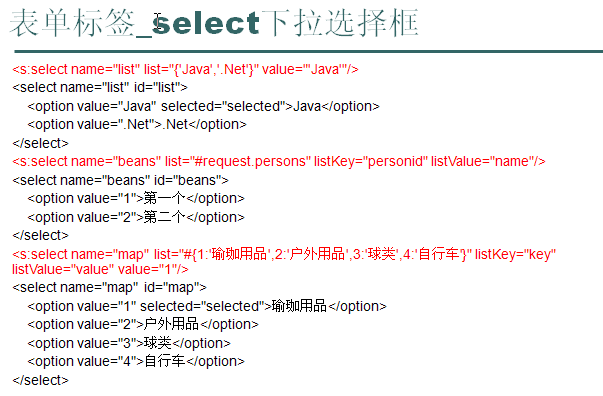 表单标签_select下拉选择框
<s:select name="list" list="{'Java','.Net'}" value="'Java'"/>
<select name="list" id="list">
<option value="Java" selected="selected">Java</option>
<option value=".Net">.Net</option>
</select>
<s:select name="beans" list="#request.persons" listKey="personid" listValue="name"/>
<select name="beans" id="beans">
<option value="1">第一个</option>
<option value="2">第二个</option>
</select>
<s:select name="map" list="#{1:'瑜珈用品',2:'户外用品',3:'球类',4:'自行车'}" listKey="key"
listValue="value" value="1"/>
<select name="map" id="map">
<option value="1" selected="selected">瑜珈用品</option>
<option value="2">户外用品</option>
<option value="3">球类</option>
<option value="4">自行车</option>
</select>